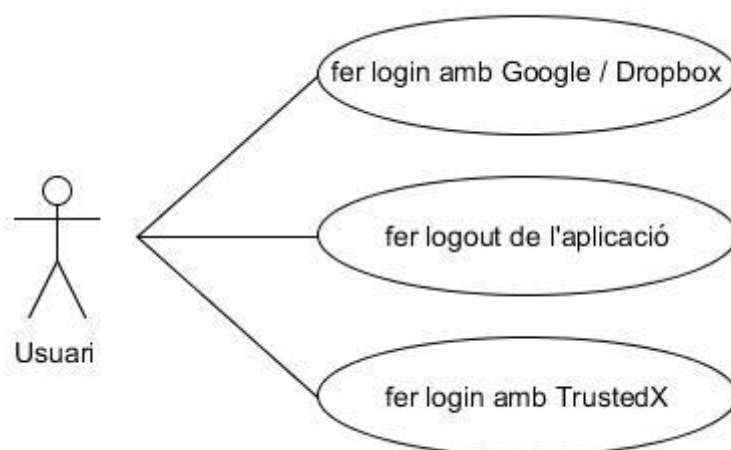 fer login amb Google / Dropbox
fer logout de l'aplicació
Usuari
fer login amb TrustedX